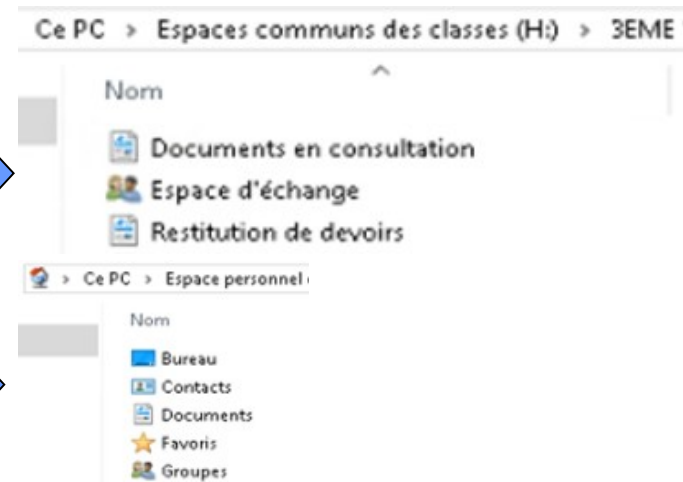 Ce PC > Espaces communs des classes (H:) > 3EME
Nom
Documents en consultation
Espace d'échange
Restitution de devoirs
> Ce PC > Espace personnel
Nom
Bureau
Contacts
Documents
Favoris
Groupes